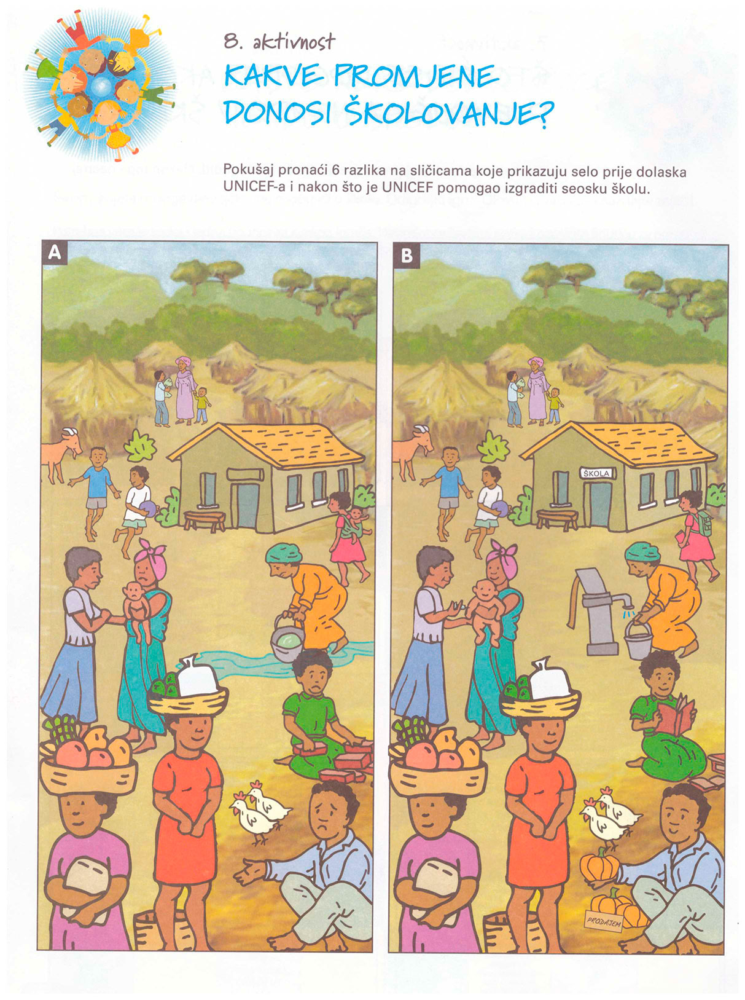 8. aktivnost
KAKVE PROMJENE
DONOSI ŠKOLOVANJE?
Pokušaj pronaći 6 razlika na sličicama koje prikazuju selo prije dolaska
UNICEF-a i nakon što je UNICEF pomogao izgraditi seosku školu.
A
B
ŠKOLA
PRODAJEM